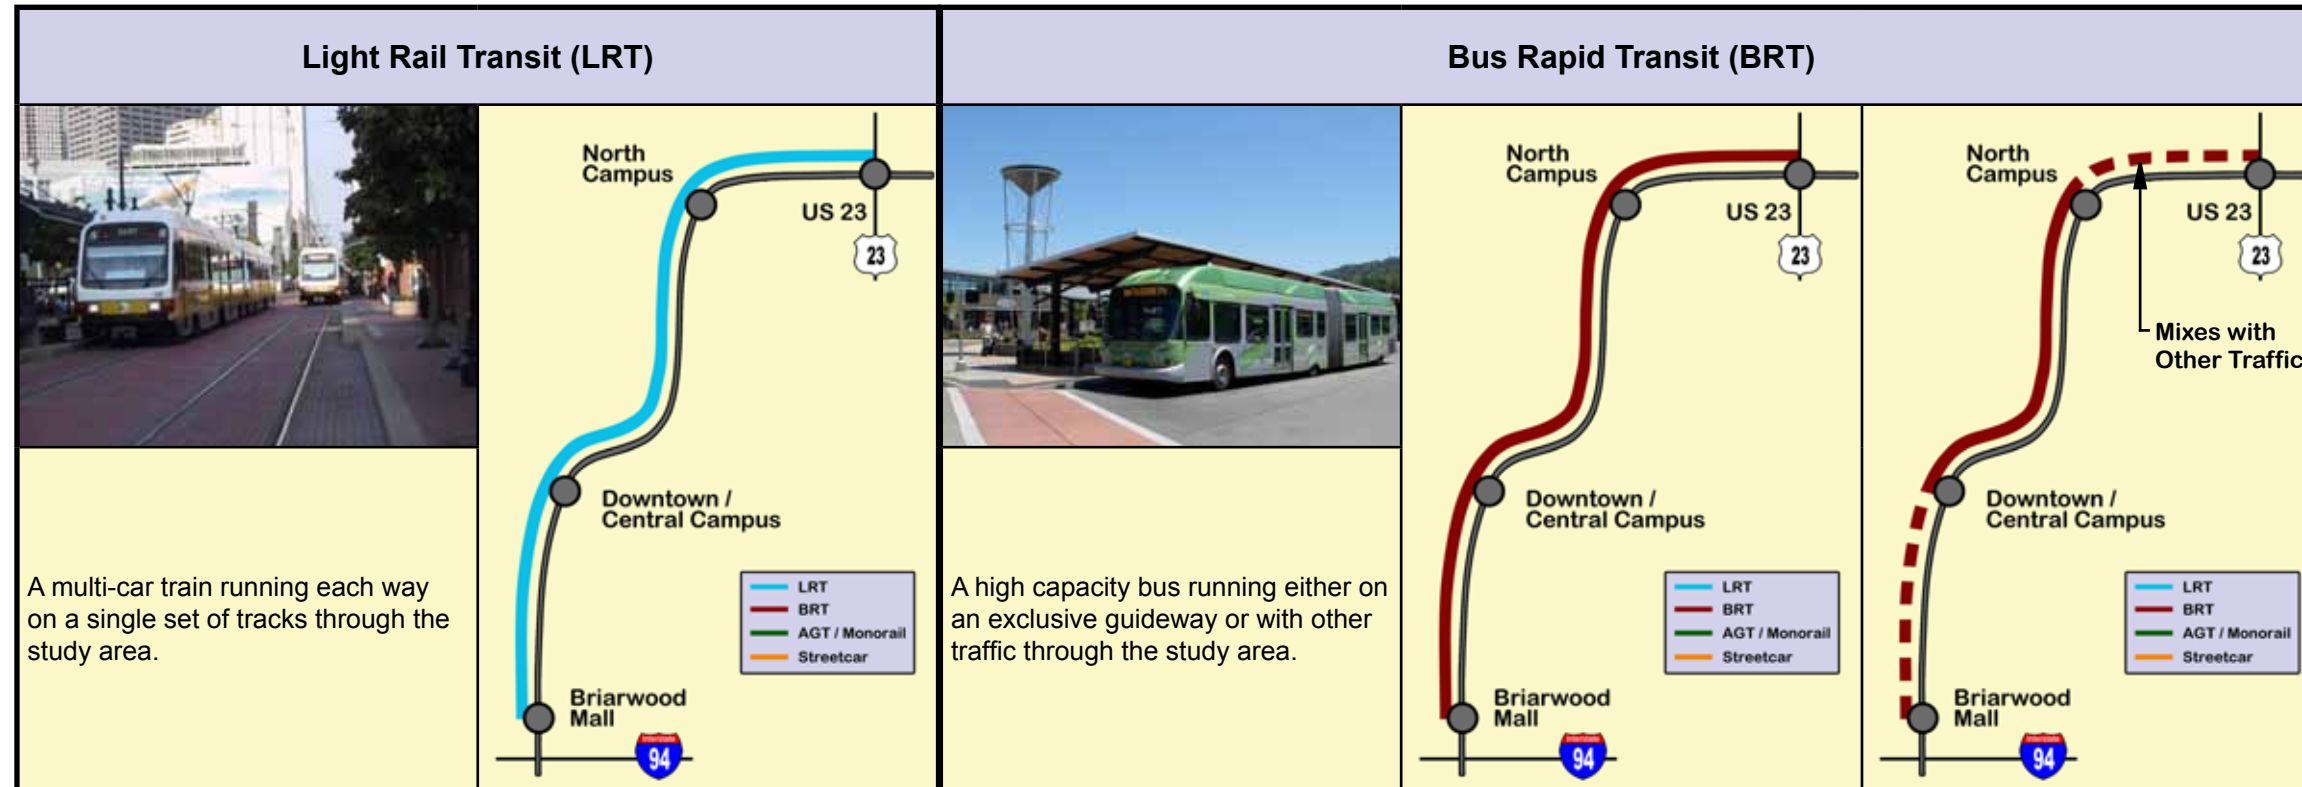 Light Rail Transit (LRT)
Bus Rapid Transit (BRT)
A multi-car train running each way
on a single set of tracks through the
study area.
North
Campus
US 23
23
Downtown /
Central Campus
LRT
BRT
AGT / Monorail
Streetcar
Briarwood
Mall
Interstate
94
A high capacity bus running either on
an exclusive guideway or with other
traffic through the study area.
North
Campus
US 23
23
Downtown /
Central Campus
LRT
BRT
AGT / Monorail
Streetcar
Briarwood
Mall
Interstate
94
North
Campus
US 23
23
Mixes with
Other Traffic
Downtown /
Central Campus
LRT
BRT
AGT / Monorail
Streetcar
Briarwood
Mall
Interstate
94